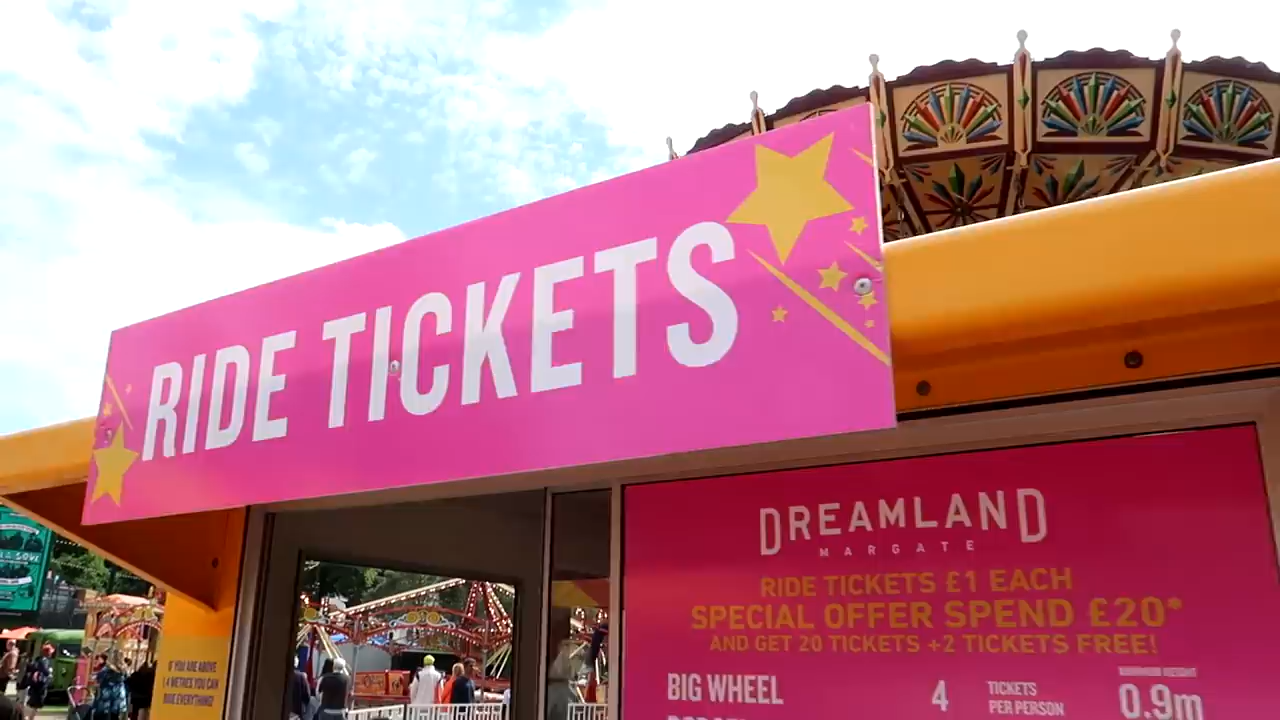 RIDE TICKETS
DREAMLAND
MARGATE
RIDE TICKETS £1 EACH
SPECIAL OFFER SPEND £20*
AND GET 20 TICKETS +2 TICKETS FREE!
BIG WHEEL 4 TICKETS PER PERSON MINIMUM HEIGHT 0.9m
IF YOU ARE ABOVE
1.4 METRES YOU CAN
RIDE EVERYTHING!